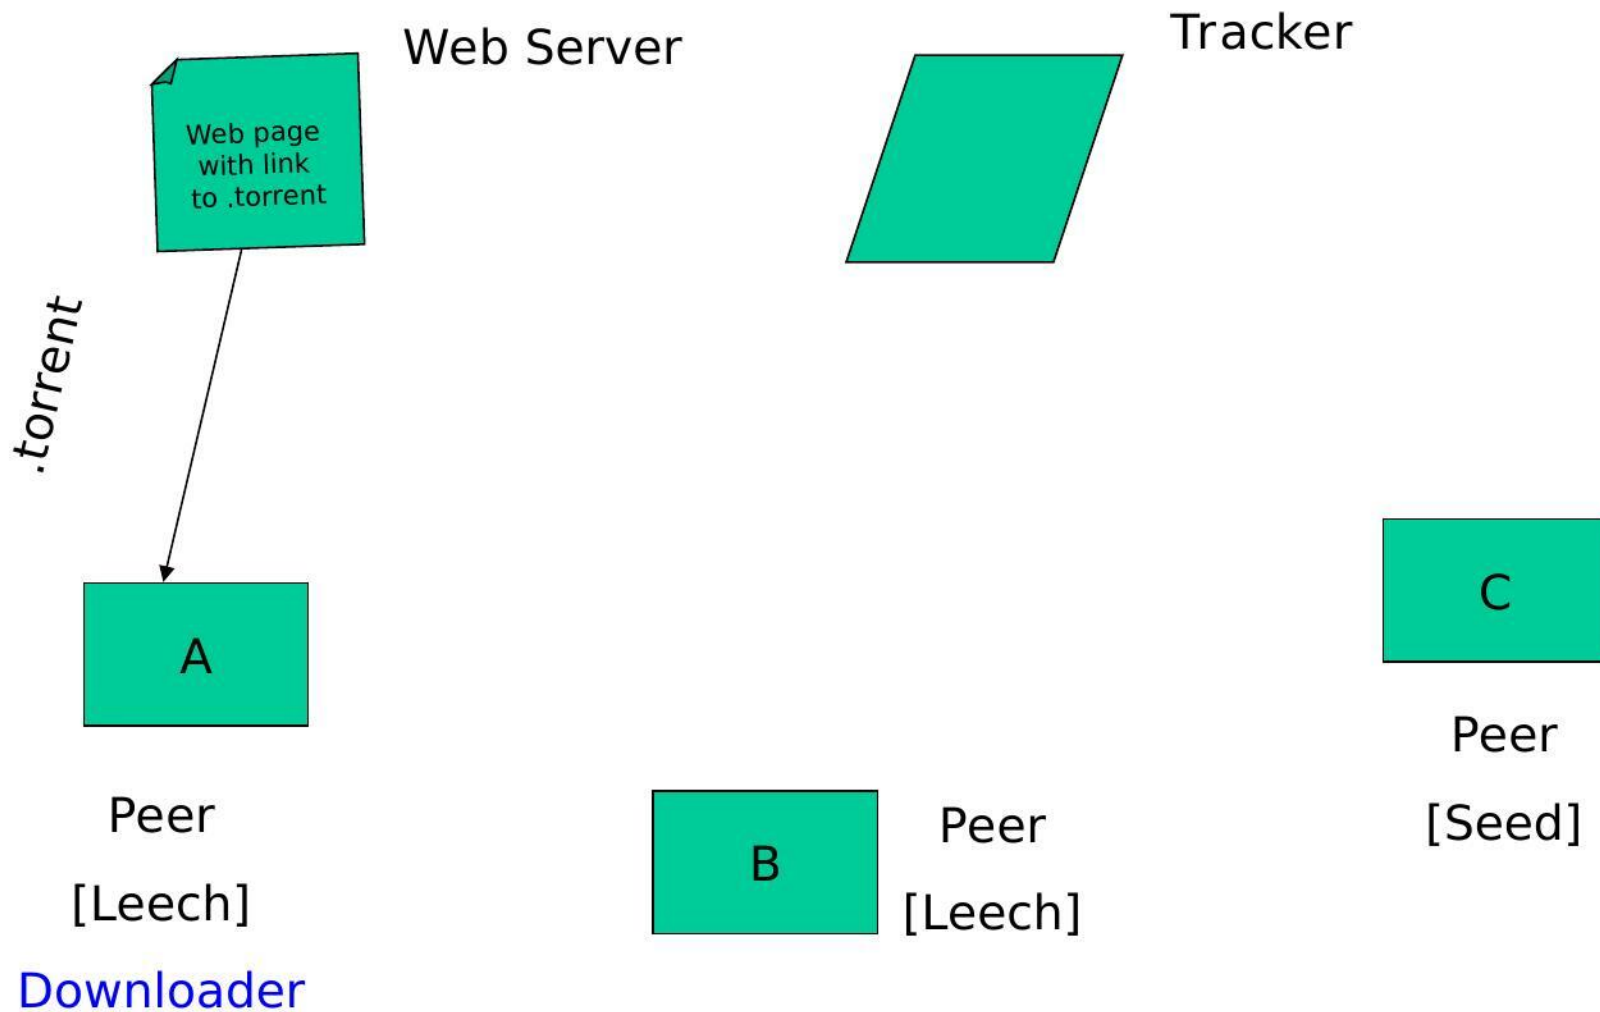 Web Server
Tracker
Web page
with link
to .torrent
.torrent
A
Peer
[Leech]
Downloader
B
Peer
[Leech]
C
Peer
[Seed]